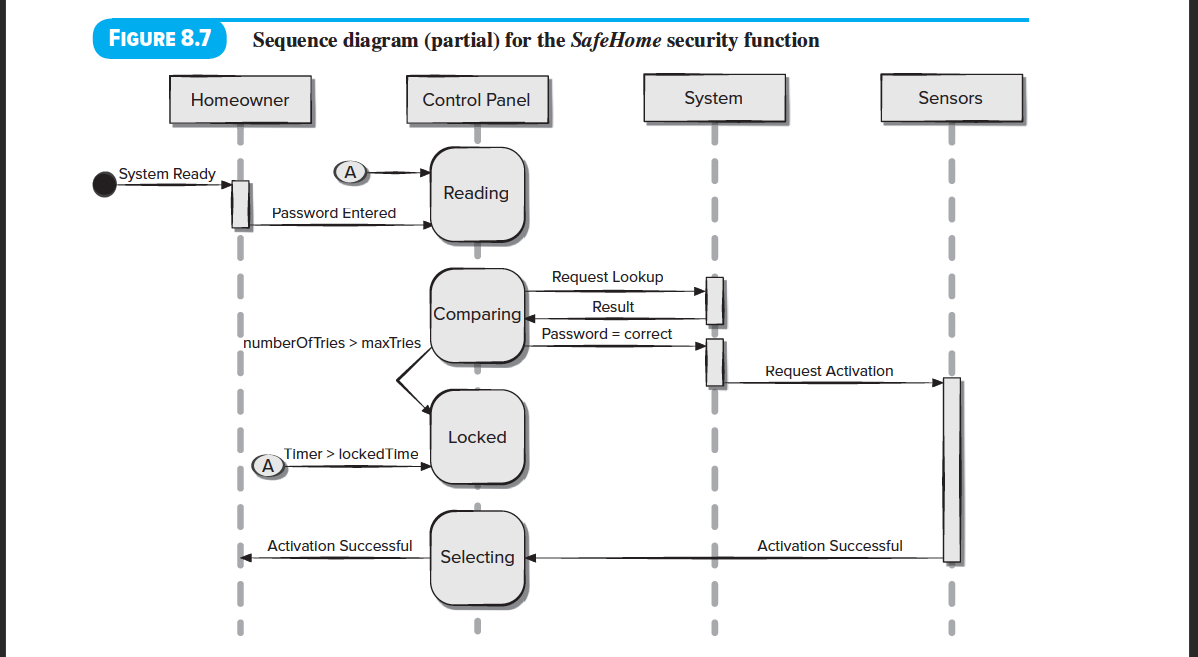 FIGURE 8.7 Sequence diagram (partial) for the SafeHome security function
Homeowner Control Panel System Sensors
System Ready
A
Reading
Password Entered
Request Lookup
Comparing
Result
Password = correct
numberOfTries > maxTries
Request Activation
Locked
A
Timer > lockedTime
Activation Successful
Selecting
Activation Successful